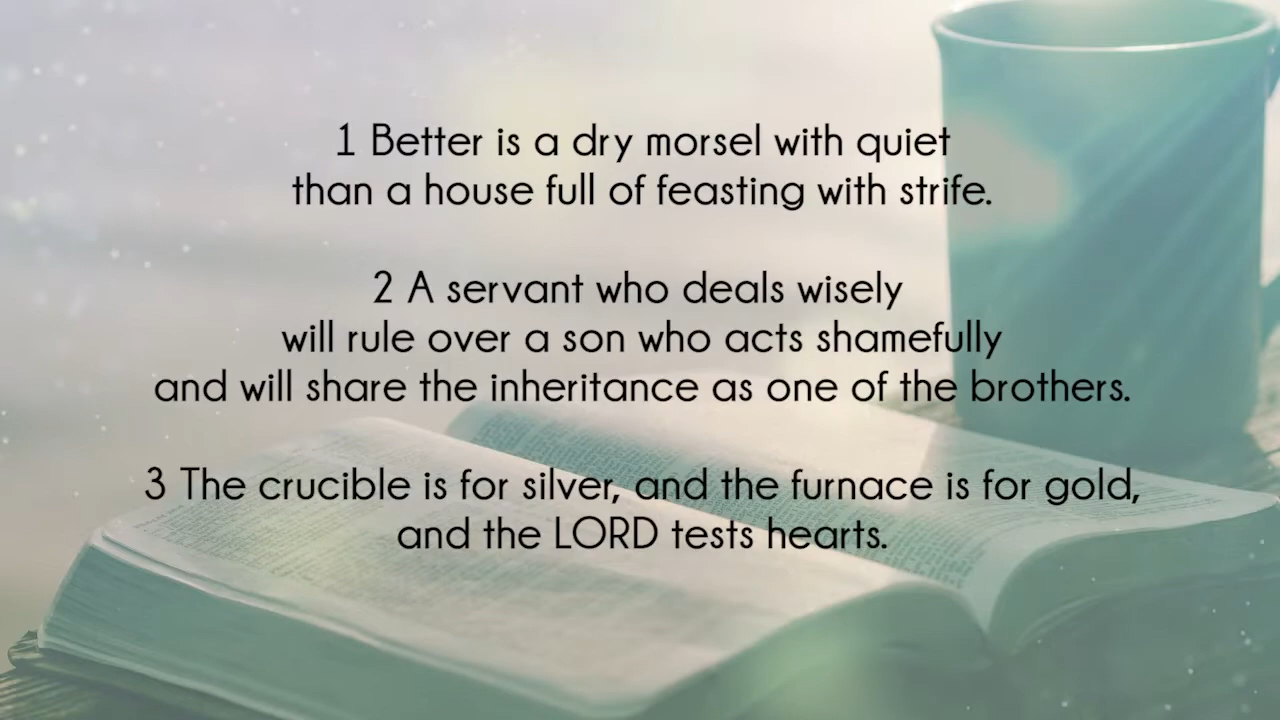 1 Better is a dry morsel with quiet
than a house full of feasting with strife.
2 A servant who deals wisely
will rule over a son who acts shamefully
and will share the inheritance as one of the brothers.
3 The crucible is for silver, and the furnace is for gold,
and the LORD tests hearts.